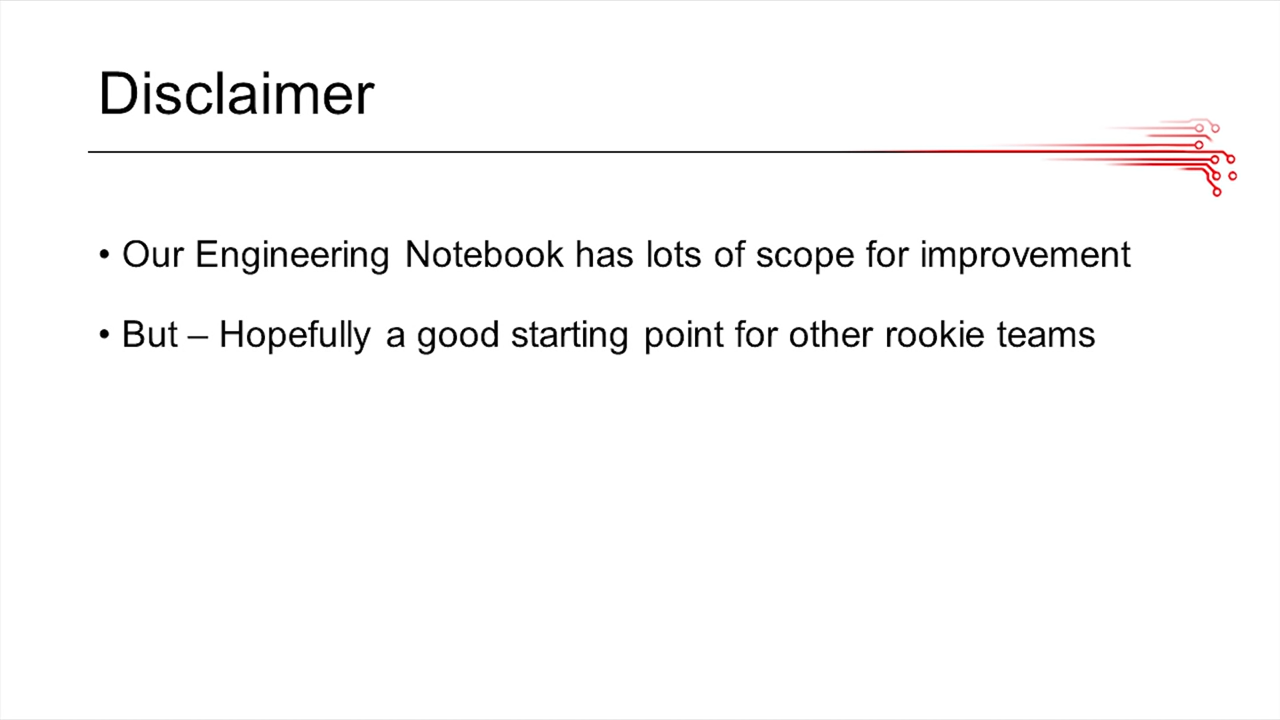 Disclaimer
• Our Engineering Notebook has lots of scope for improvement
• But – Hopefully a good starting point for other rookie teams